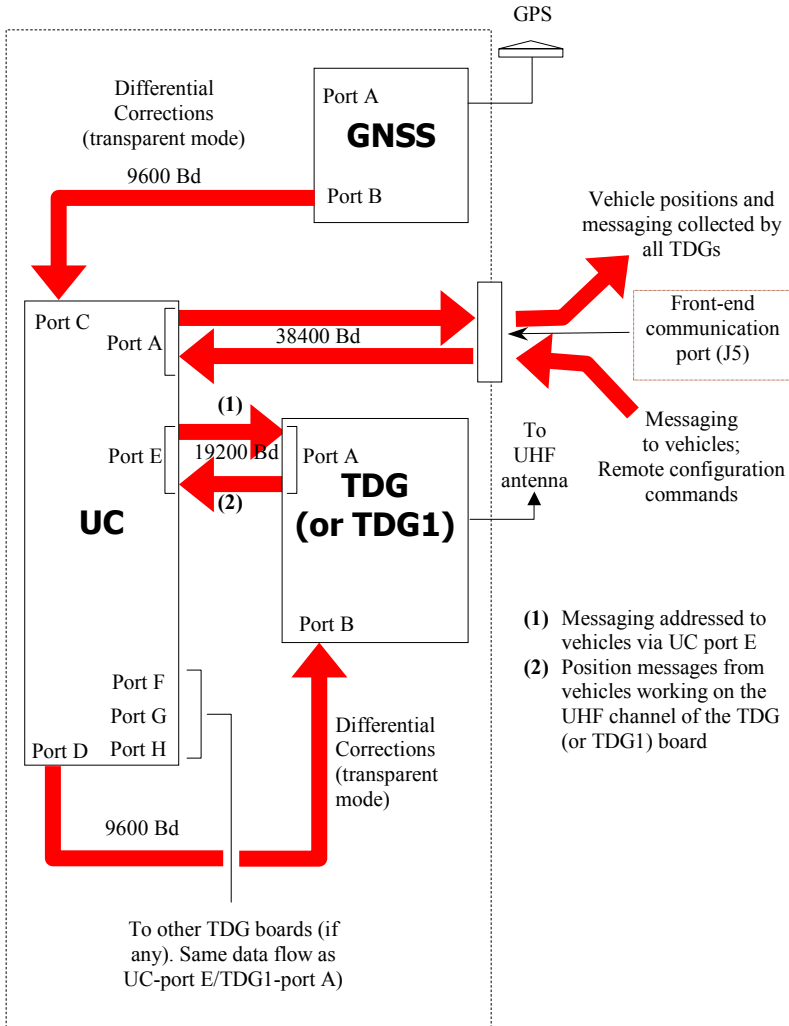 GPS
Differential
Corrections
(transparent mode)
9600 Bd
Port A
GNSS
Port B
Vehicle positions and
messaging collected by
all TDGs
Port C
Port A
38400 Bd
Front-end
communication
port (J5)
(1)
Port E
19200 Bd
Port A
(2)
UC
TDG
(or TDG1)
To
UHF
antenna
Messaging
to vehicles;
Remote configuration
commands
Port B
(1) Messaging addressed to
vehicles via UC port E
(2) Position messages from
vehicles working on the
UHF channel of the TDG
(or TDG1) board
Port F
Port G
Port H
Port D
Differential
Corrections
(transparent
mode)
9600 Bd
To other TDG boards (if
any). Same data flow as
UC-port E/TDG1-port A)